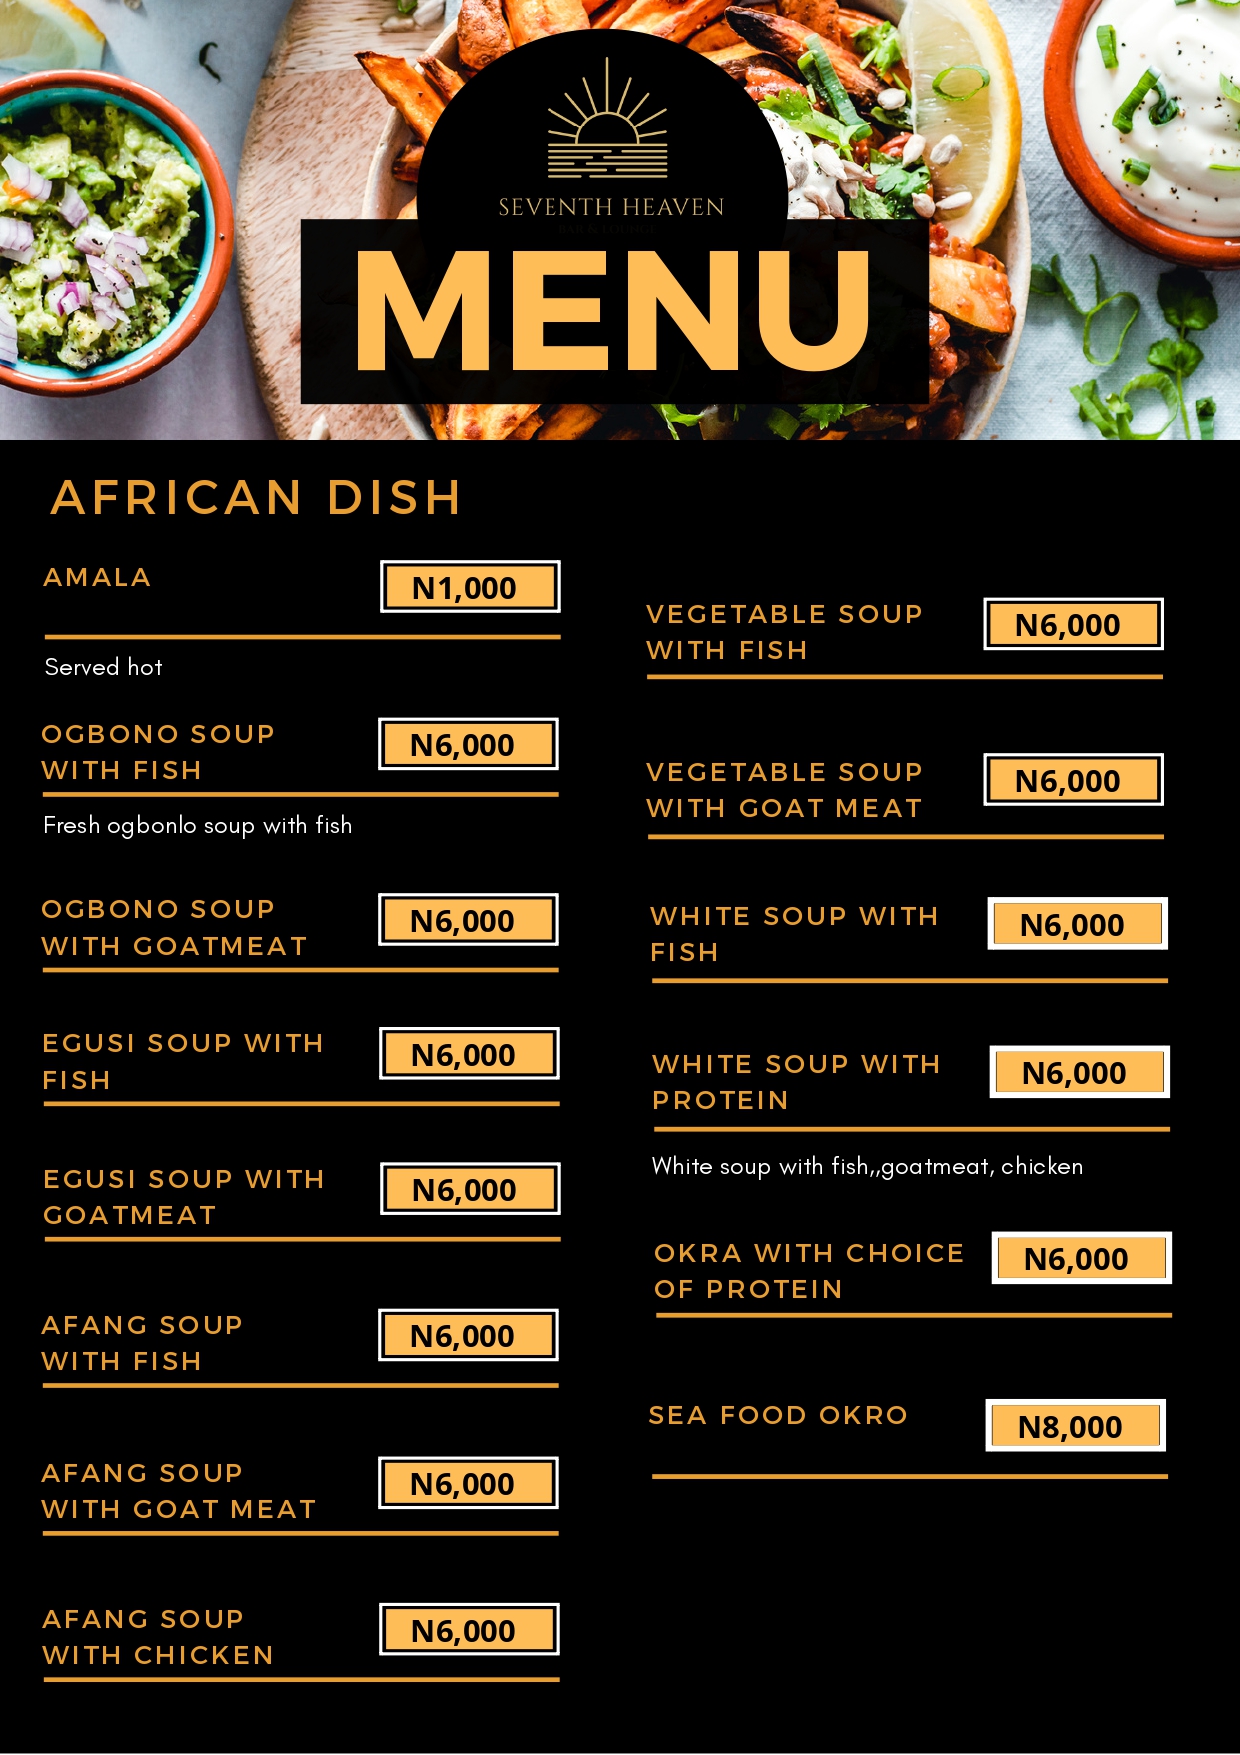 SEVENTH HEAVEN
BAR & LOUNGE
MENU
AFRICAN DISH
AMALA
N1,000
Served hot
OGBONO SOUP
WITH FISH
N6,000
Fresh ogbonlo soup with fish
OGBONO SOUP
WITH GOATMEAT
N6,000
EGUSI SOUP WITH
FISH
N6,000
EGUSI SOUP WITH
GOATMEAT
N6,000
AFANG SOUP
WITH FISH
N6,000
AFANG SOUP
WITH GOAT MEAT
N6,000
AFANG SOUP
WITH CHICKEN
N6,000
VEGETABLE SOUP
WITH FISH
N6,000
VEGETABLE SOUP
WITH GOAT MEAT
N6,000
WHITE SOUP WITH
FISH
N6,000
WHITE SOUP WITH
PROTEIN
N6,000
White soup with fish,,goatmeat, chicken
OKRA WITH CHOICE
OF PROTEIN
N6,000
SEA FOOD OKRO
N8,000